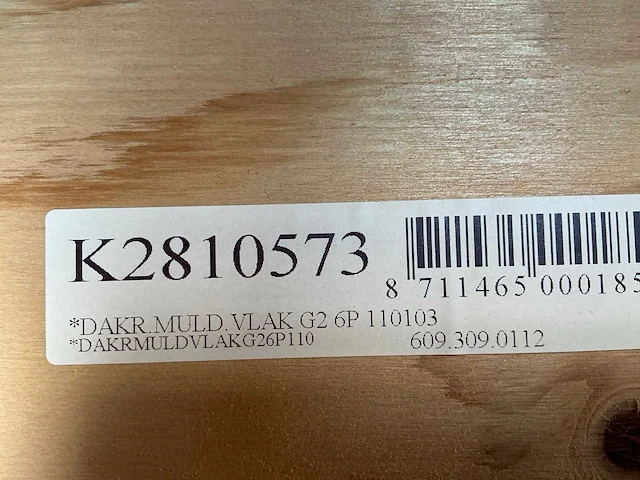 K2810573
8 711465 000185
*DAKR.MULD.VLAK G2 6P 110103
*DAKRMULDVLAKG26P110
609.309.0112